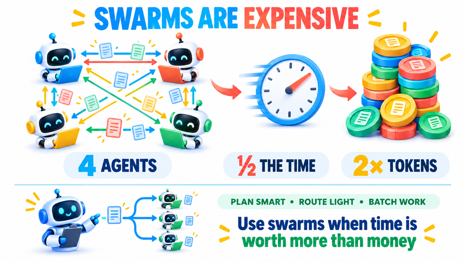 SWARMS ARE EXPENSIVE
4 AGENTS
½ THE TIME
2× TOKENS
PLAN SMART • ROUTE LIGHT • BATCH WORK
Use swarms when time is
worth more than money